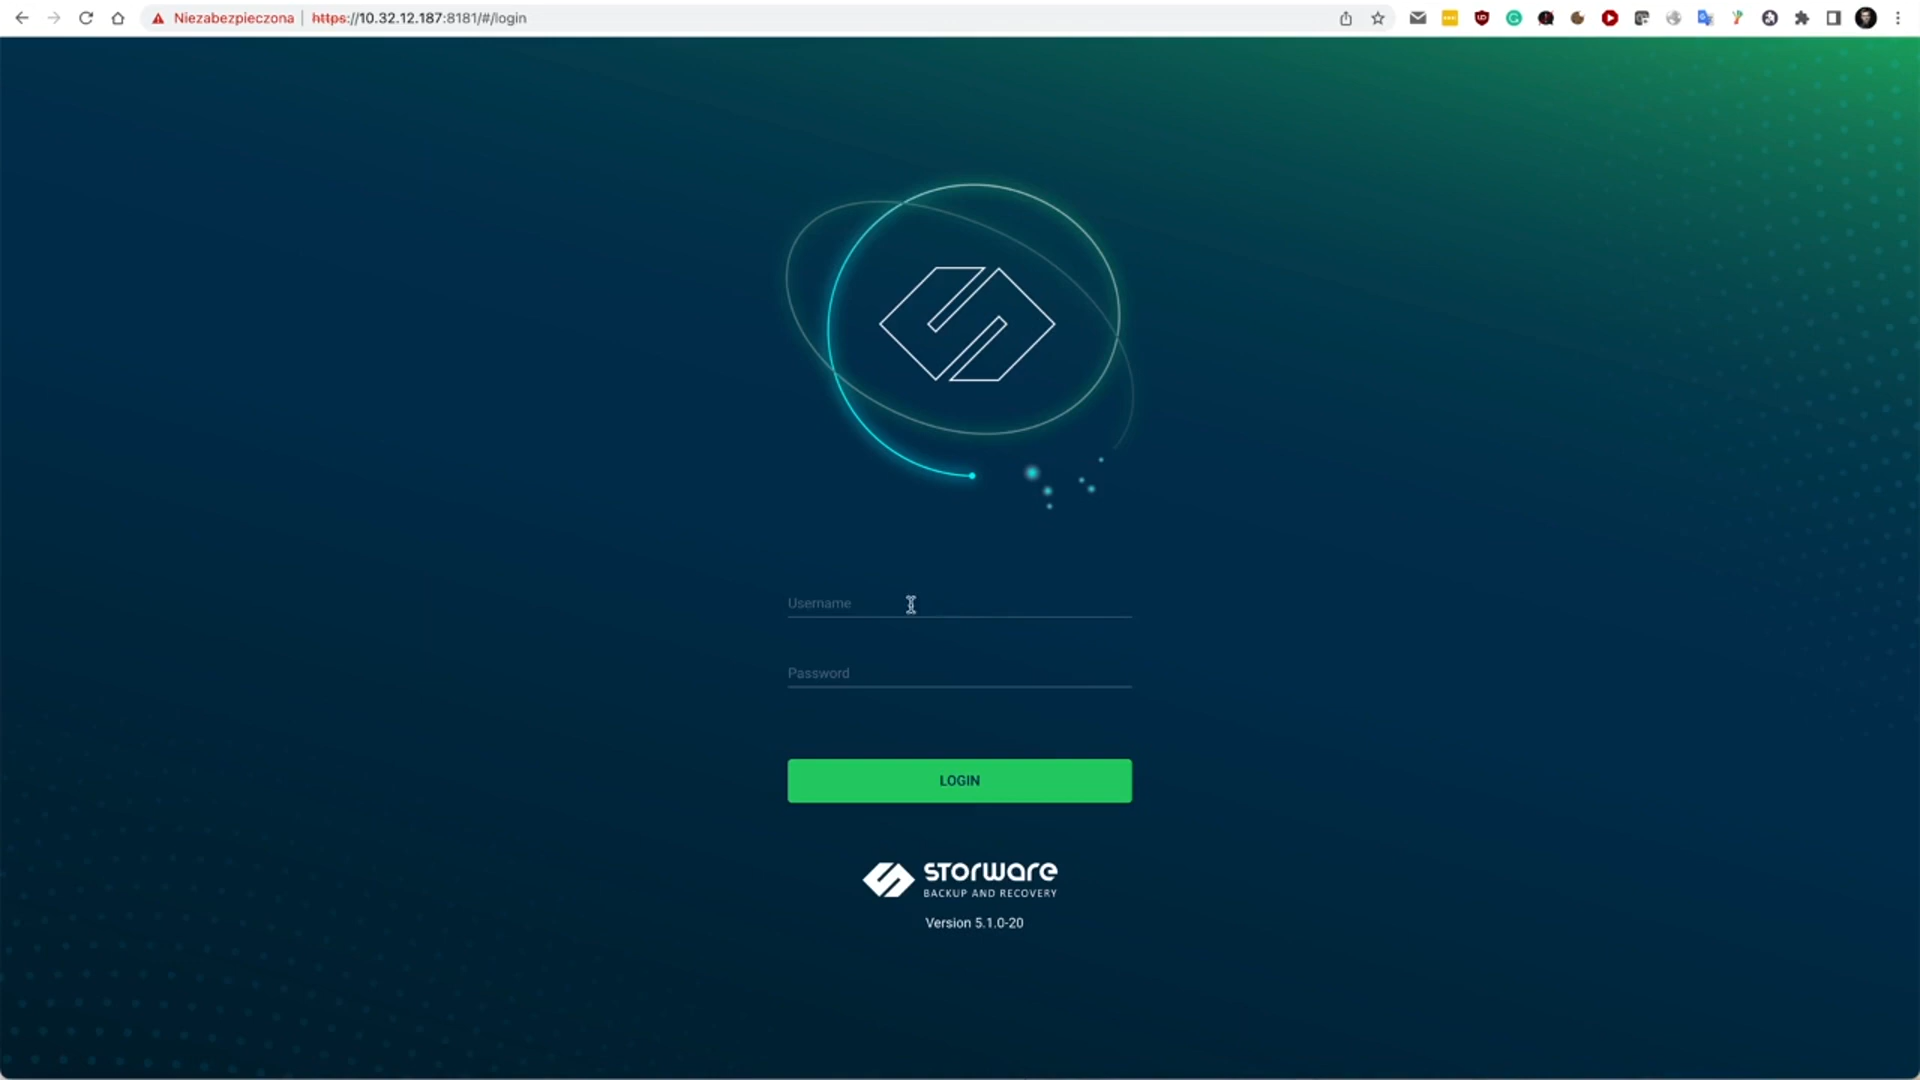 Niezabezpieczona
https://10.32.12.187:8181/#/login
Username
Password
LOGIN
STORWARE
BACKUP AND RECOVERY
Version 5.1.0-20